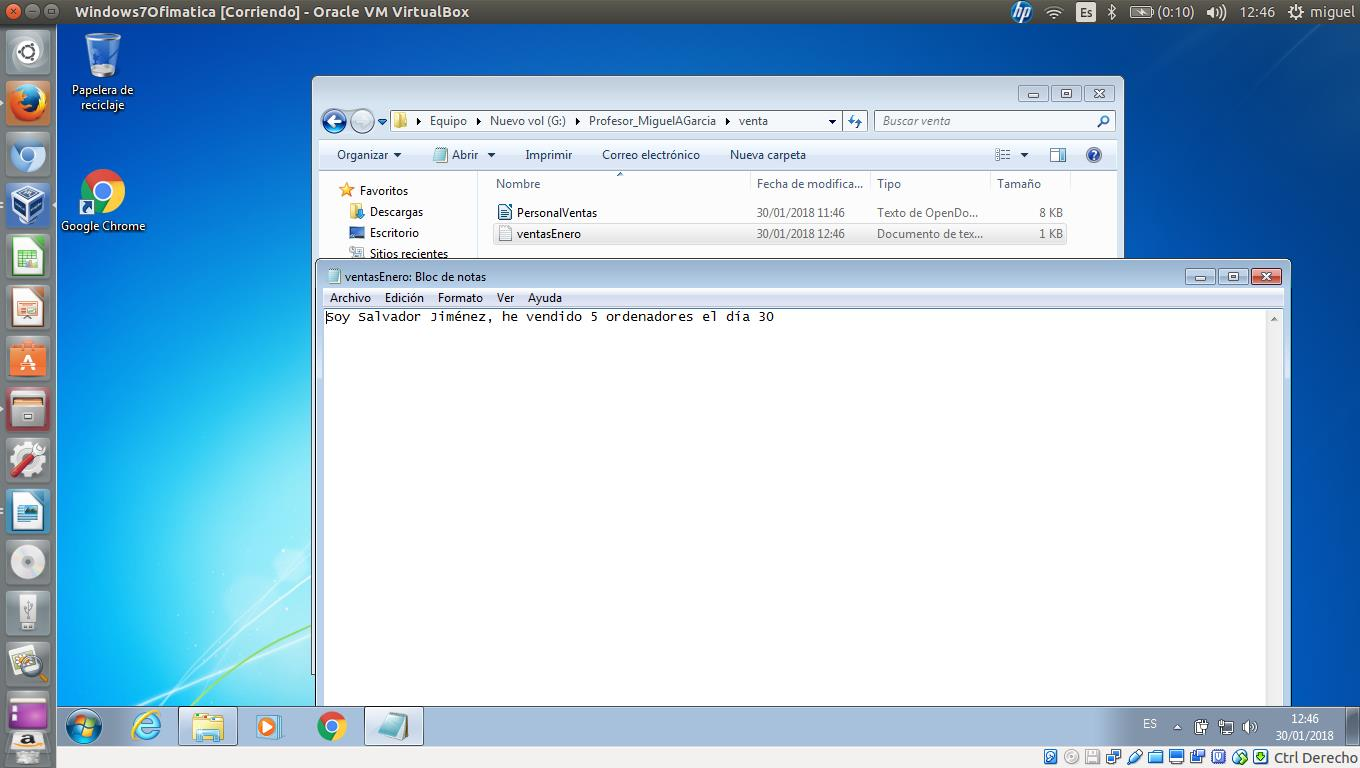 Windows7Ofimatica [Corriendo] - Oracle VM VirtualBox
hp Es (0:10) 12:46 miguel
Papelera de
reciclaje
Google Chrome
Equipo Nuevo vol (G:) Profesor_MiguelAGarcia venta Buscar venta
Organizar Abrir Imprimir Correo electrónico Nueva carpeta
Favoritos
Descargas
Escritorio
Sitios recientes
Nombre Fecha de modifica... Tipo Tamaño
PersonalVentas 30/01/2018 11:46 Texto de OpenDo... 8 KB
ventasEnero 30/01/2018 12:46 Documento de tex... 1 KB
ventasEnero: Bloc de notas
Archivo Edición Formato Ver Ayuda
Soy Salvador Jiménez, he vendido 5 ordenadores el día 30
ES 12:46
30/01/2018
Ctrl Derecho